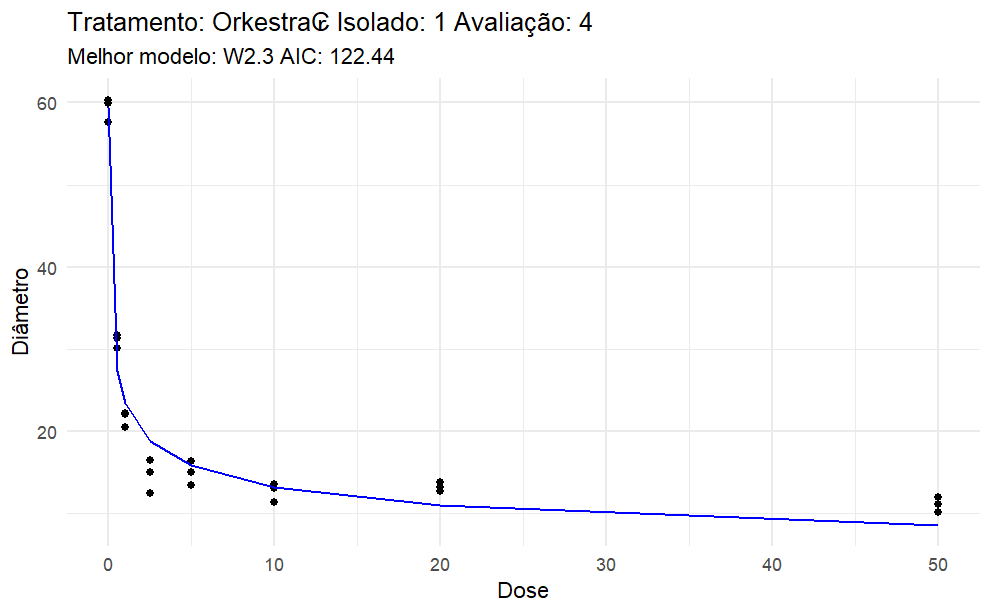 Tratamento: Orkestra₢ Isolado: 1 Avaliação: 4
Melhor modelo: W2.3 AIC: 122.44
60
40
20
Diâmetro
0 10 20 30 40 50
Dose